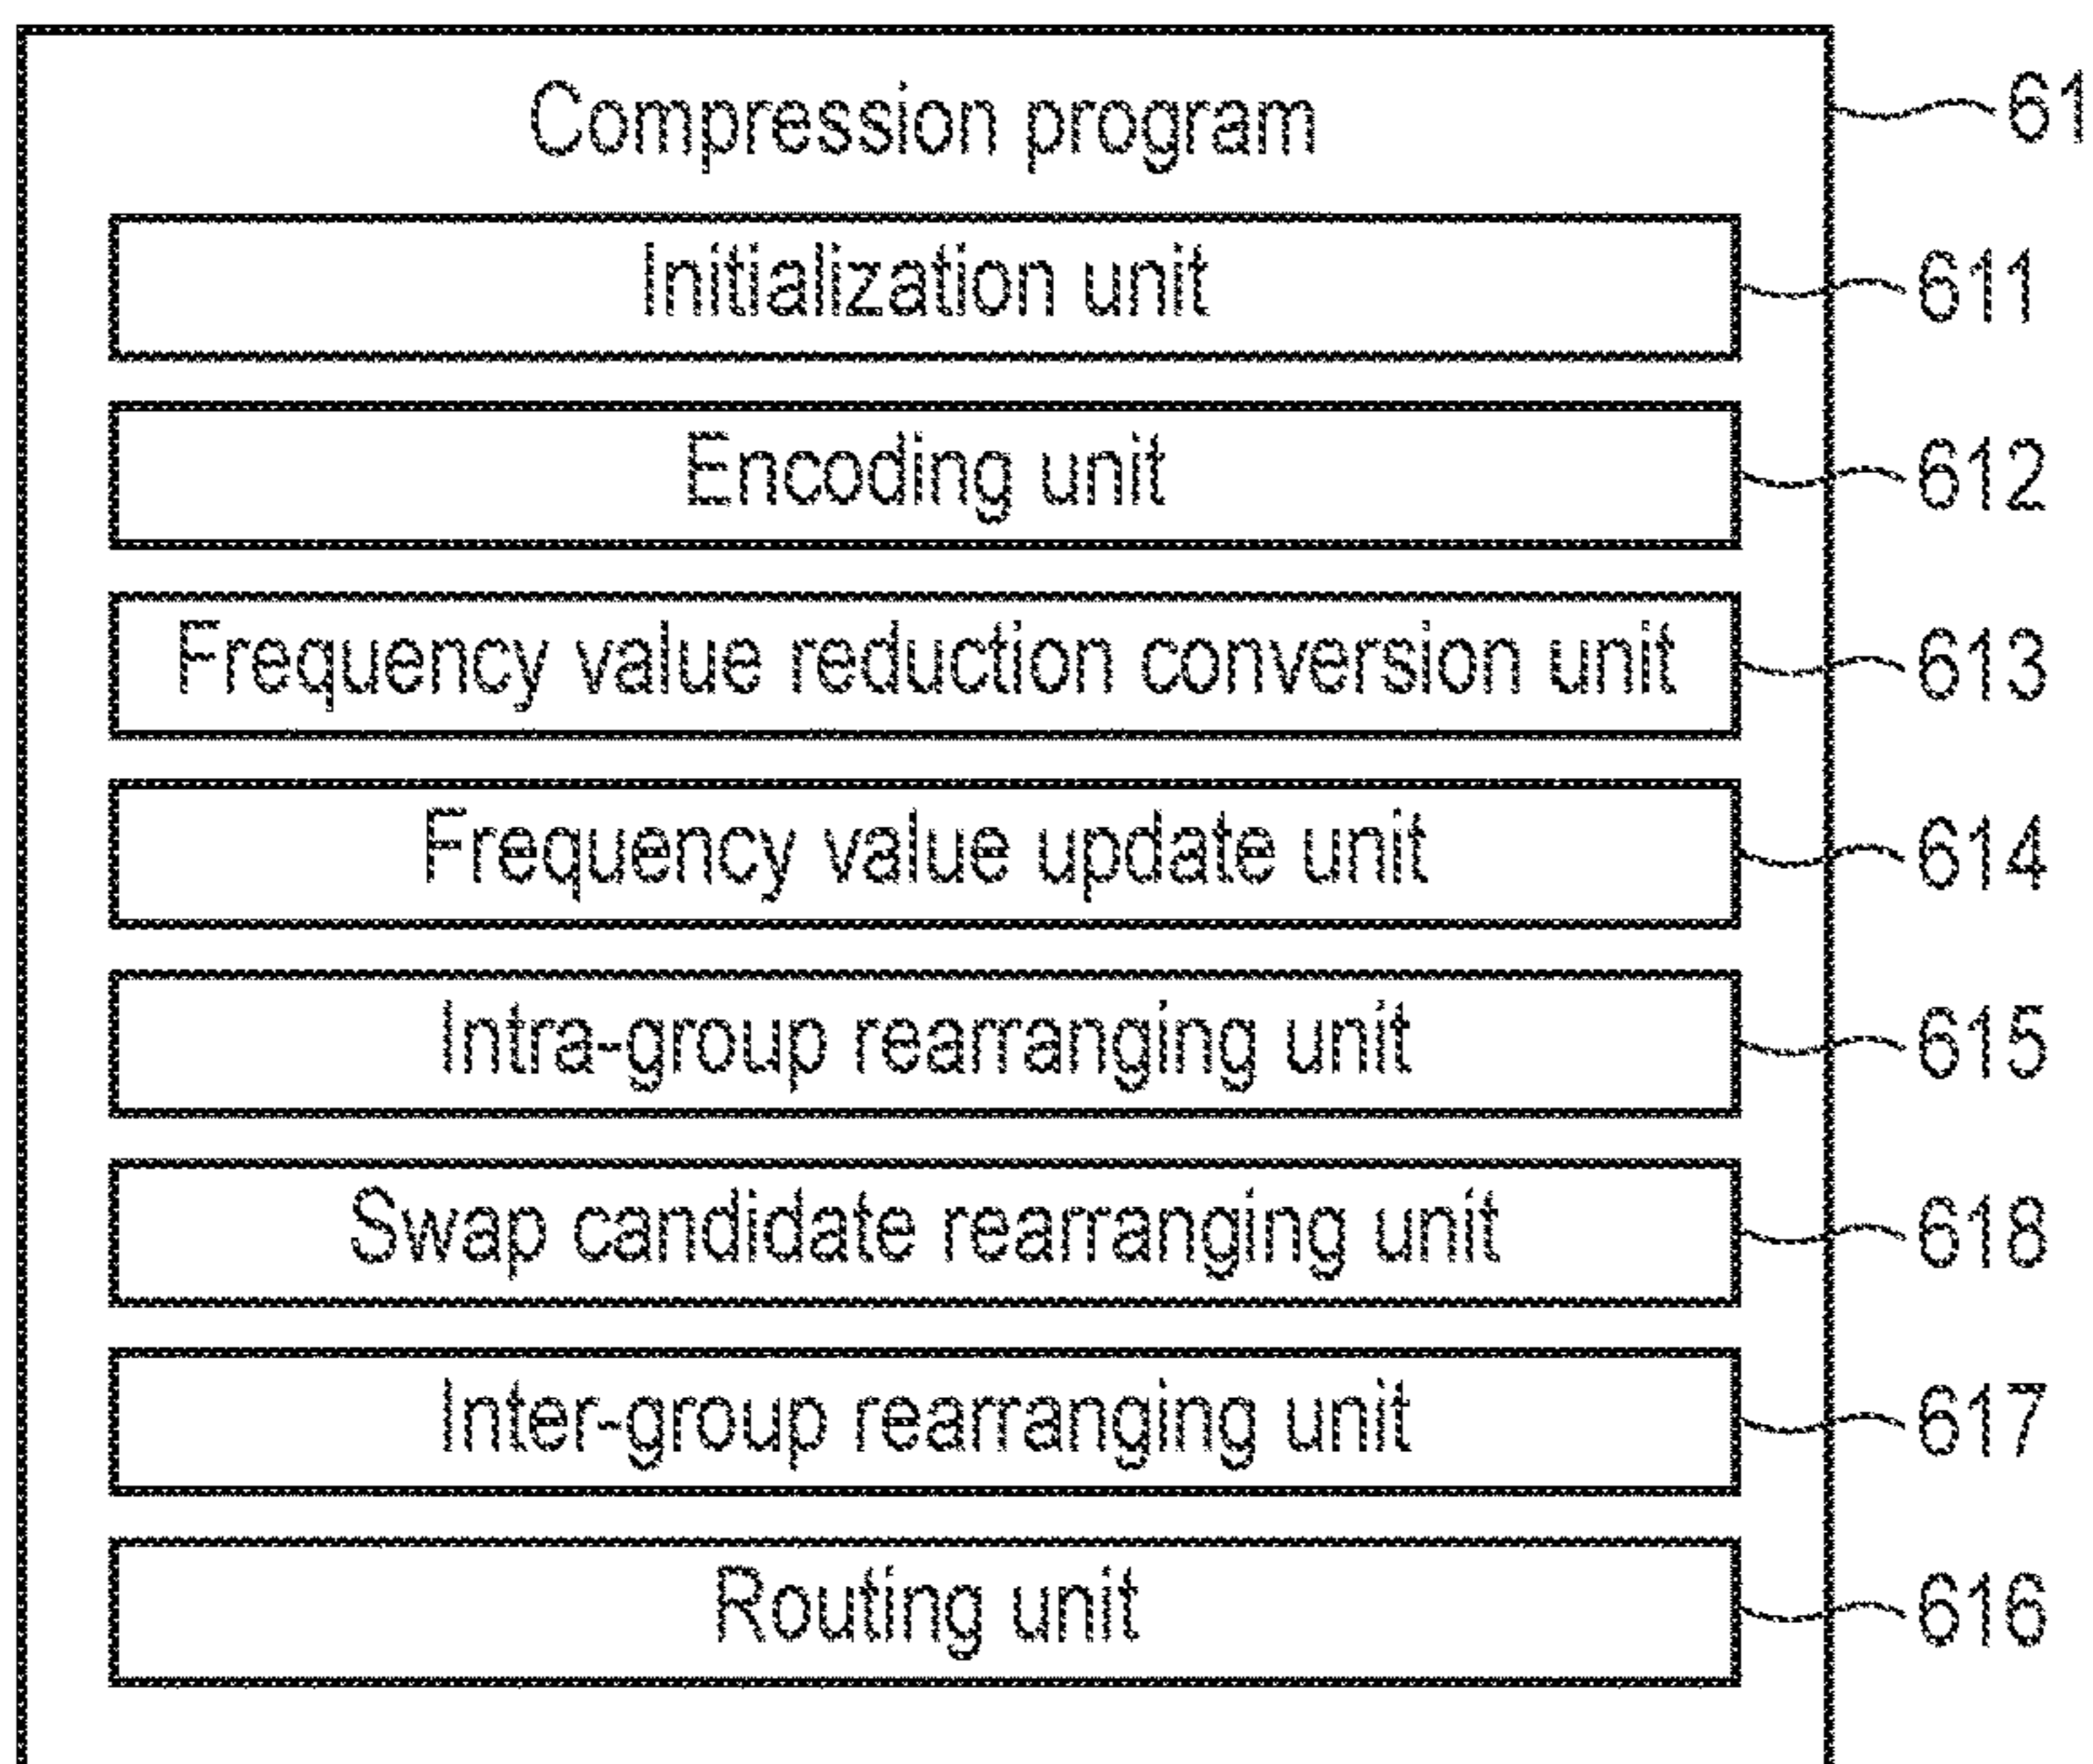 Compression program 61
Initialization unit 611
Encoding unit 612
Frequency value reduction conversion unit 613
Frequency value update unit 614
Intra-group rearranging unit 615
Swap candidate rearranging unit 618
Inter-group rearranging unit 617
Routing unit 616